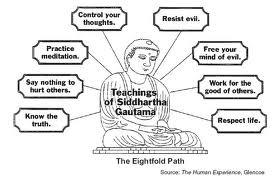 Control your
thoughts.
Resist evil.
Practice
meditation.
Free your
mind of evil.
Say nothing to
hurt others.
Work for the
good of others.
Know the
truth.
Respect life.
Teachings
of Siddhartha
Gautama
The Eightfold Path
Source: The Human Experience, Glencoe